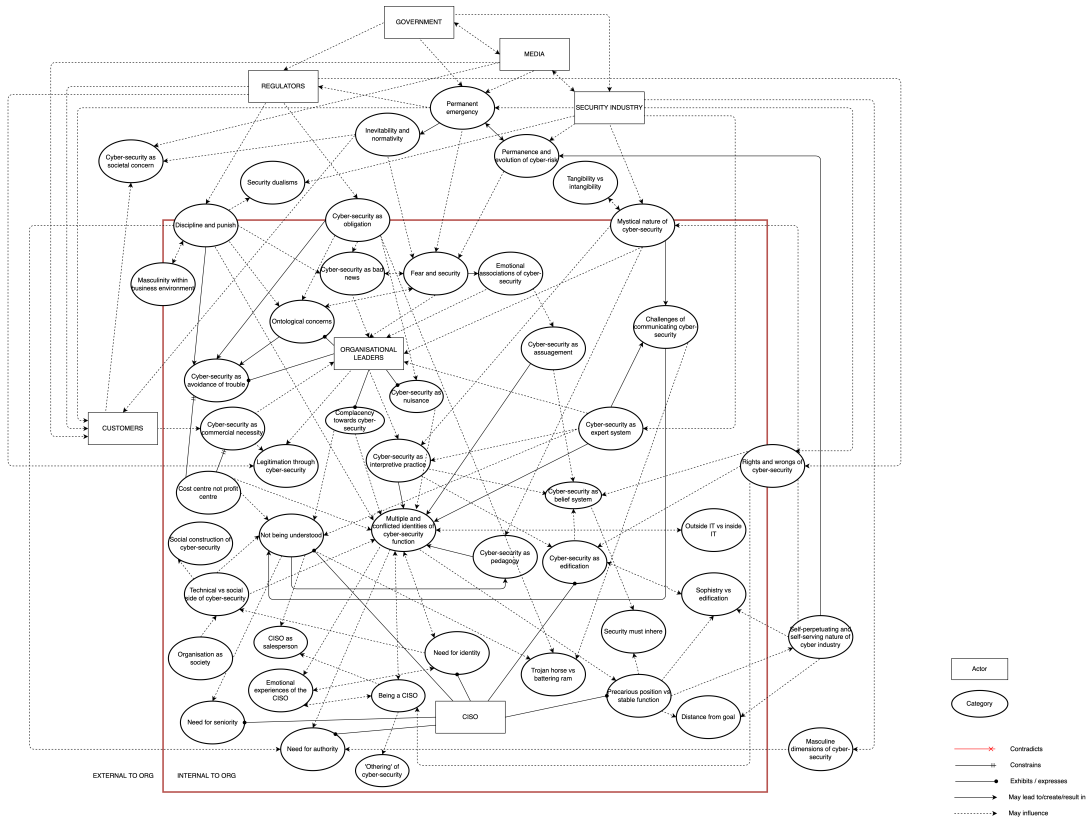 GOVERNMENT
MEDIA
REGULATORS
SECURITY INDUSTRY
Permanent
emergency
Inevitability and
normativity
Cyber-security as
societal concern
Permanence and
evolution of cyber-risk
Security dualisms
Tangibility vs
intangibility
Discipline and punish
Cyber-security as
obligation
Mystical nature of
cyber-security
Masculinity within
business environment
Cyber-security as bad
news
Fear and security
Emotional
associations of cyber-
security
Ontological concerns
Challenges of
communicating cyber-
security
ORGANISATIONAL
LEADERS
Cyber-security as
assuagement
Cyber-security as
avoidance of trouble
Cyber-security as
nuisance
CUSTOMERS
Cyber-security as
commercial necessity
Complacency
towards cyber-
security
Cyber-security as
expert system
Legitimation through
cyber-security
Cyber-security as
interpretive practice
Rights and wrongs of
cyber-security
Cost centre not profit
centre
Cyber-security as
belief system
Social construction of
cyber-security
Not being understood
Multiple and
conflicted identities of
cyber-security
function
Outside IT vs inside
IT
Cyber-security as
pedagogy
Cyber-security as
edification
Technical vs social
side of cyber-security
Sophistry vs
edification
CISO as
salesperson
Security must inhere
Self-perpetuating and
self-serving nature of
cyber industry
Organisation as
society
Need for identity
Trojan horse vs
battering ram
Emotional
experiences of the
CISO
Being a CISO
Precarious position vs
stable function
Actor
Need for seniority
CISO
Distance from goal
Category
Need for authority
Masculine
dimensions of cyber-
security
'Othering' of
cyber-security
EXTERNAL TO ORG
INTERNAL TO ORG
Contradicts
Constrains
Exhibits / expresses
May lead to/create/result in
May influence